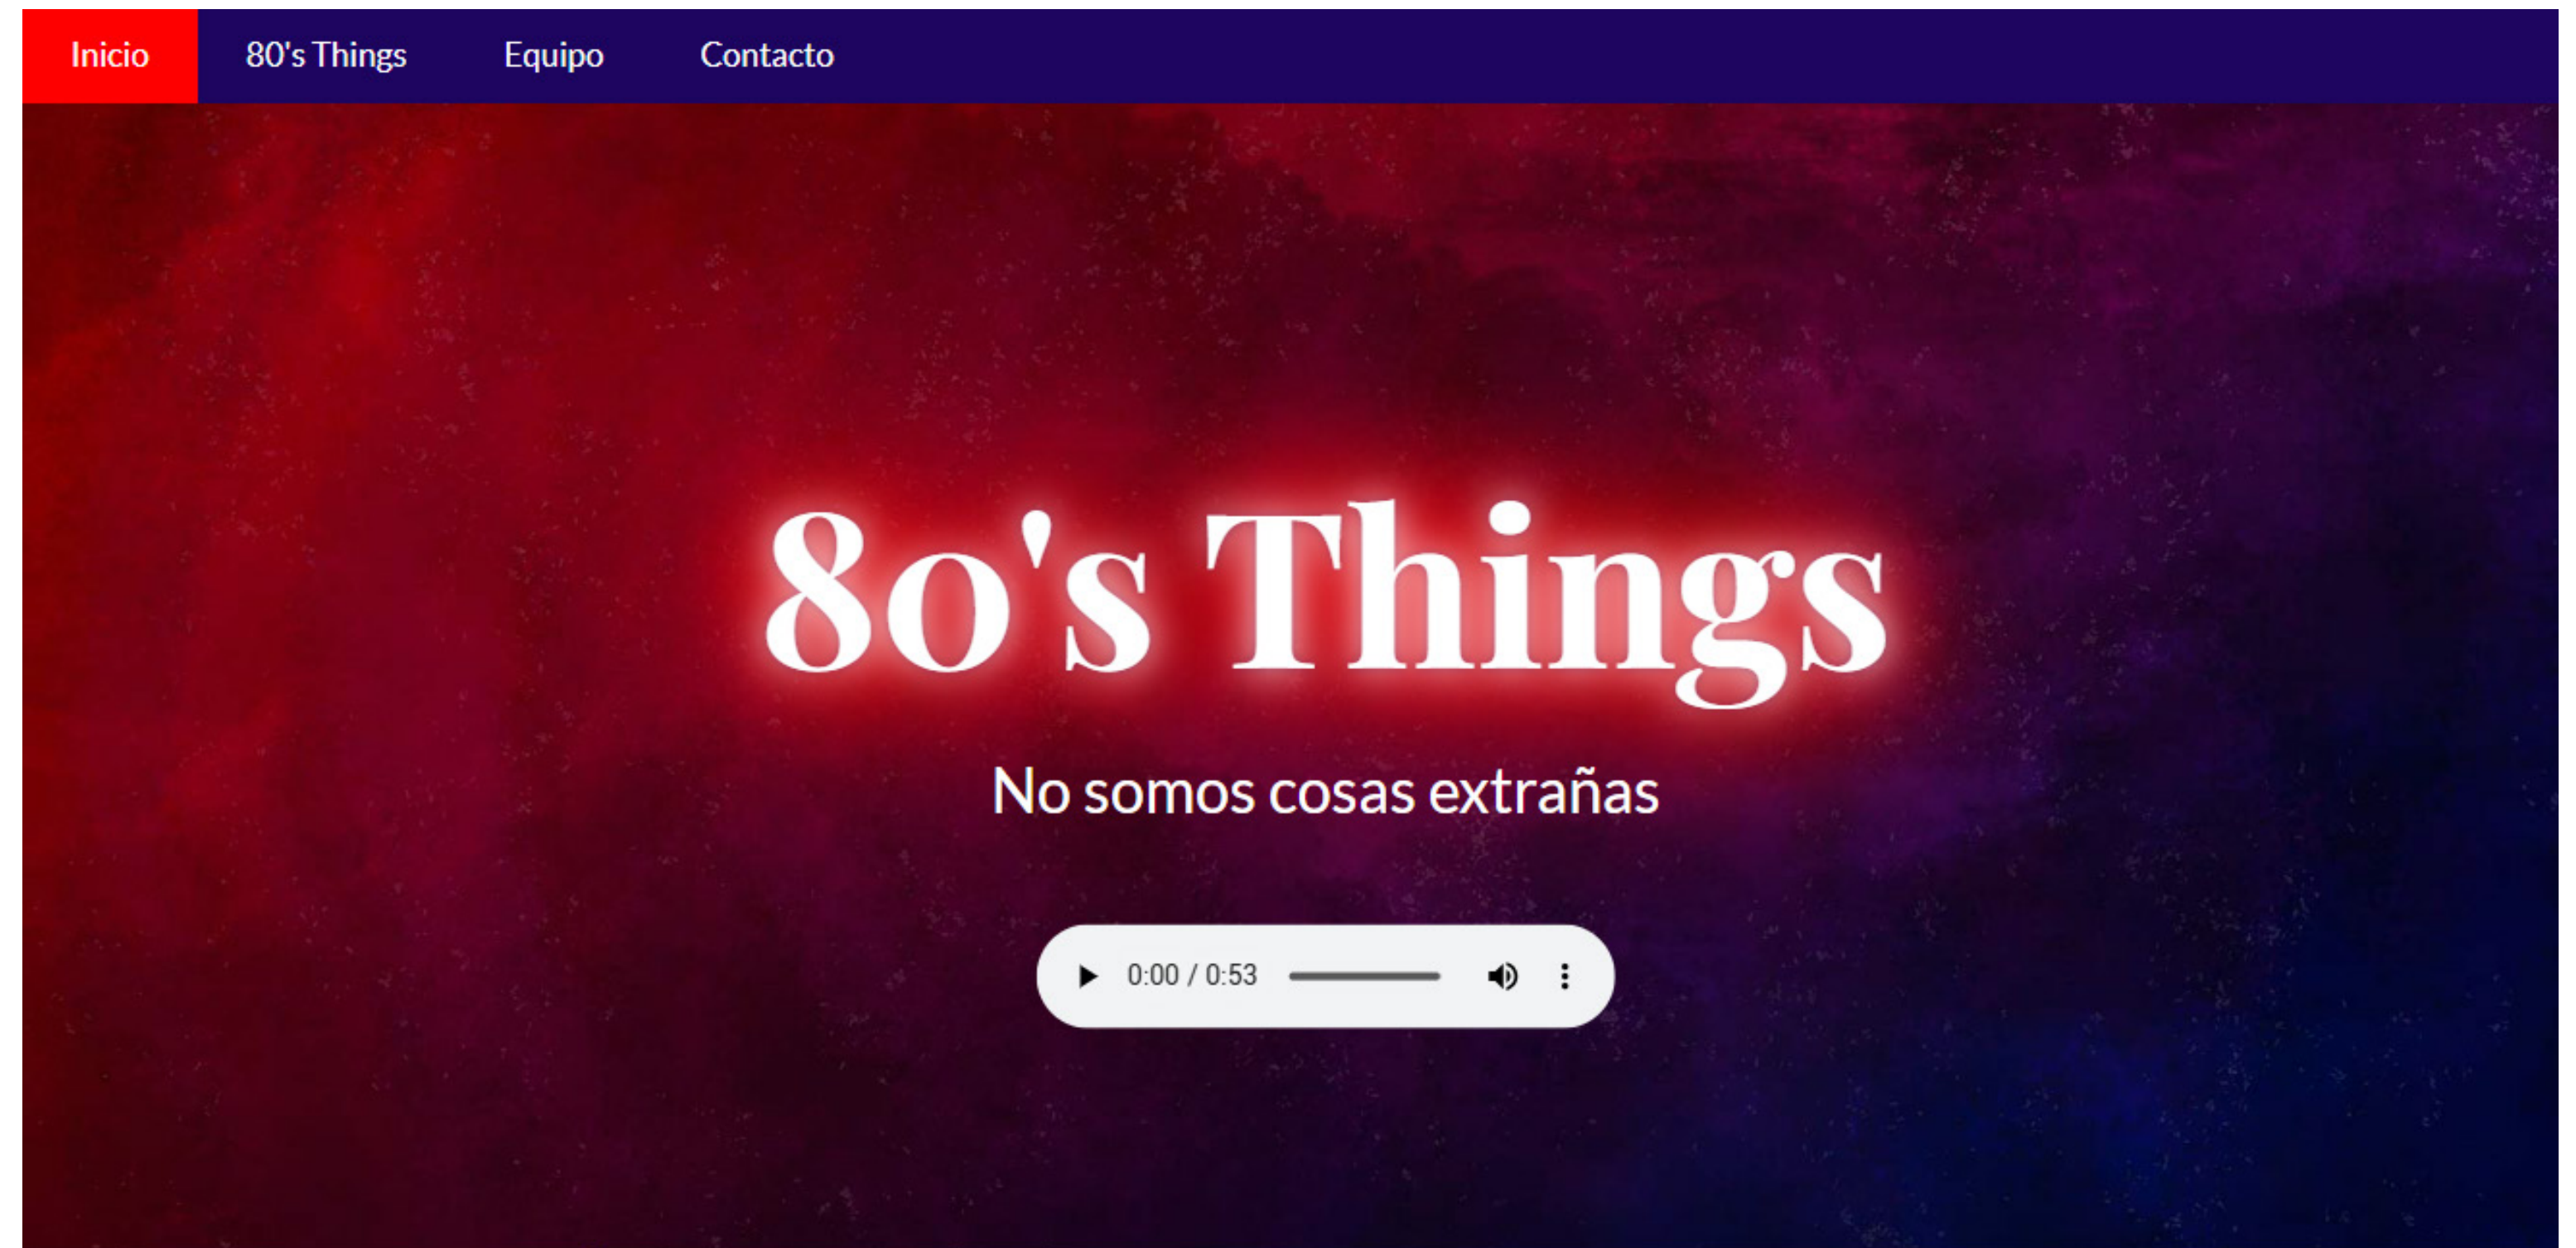 Inicio 80's Things Equipo Contacto
80's Things
No somos cosas extrañas
0:00 / 0:53